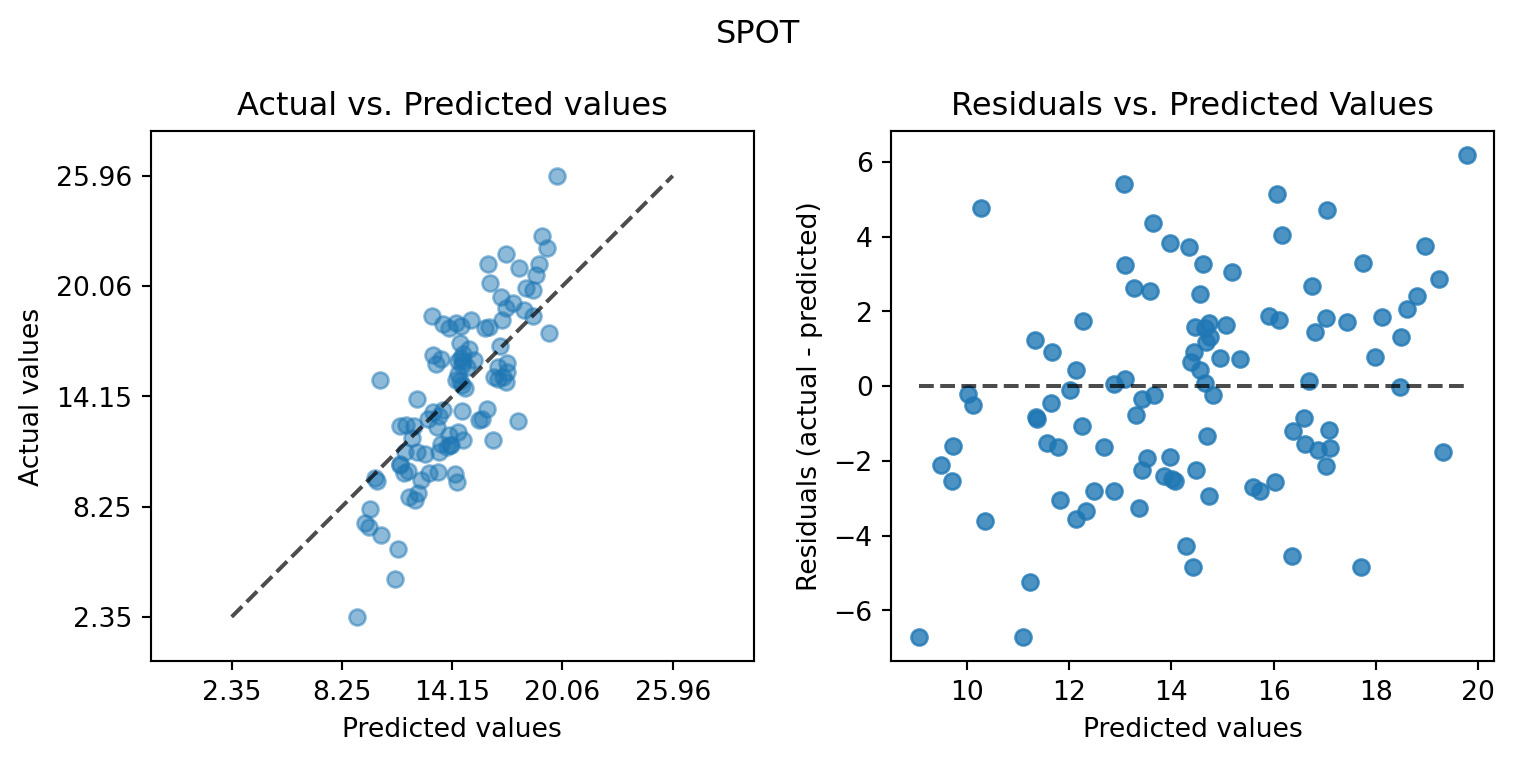 SPOT
Actual vs. Predicted values
Actual values
25.96
20.06
14.15
8.25
2.35
2.35 8.25 14.15 20.06 25.96
Predicted values
Residuals vs. Predicted Values
Residuals (actual - predicted)
6
4
2
0
−2
−4
−6
10 12 14 16 18 20
Predicted values